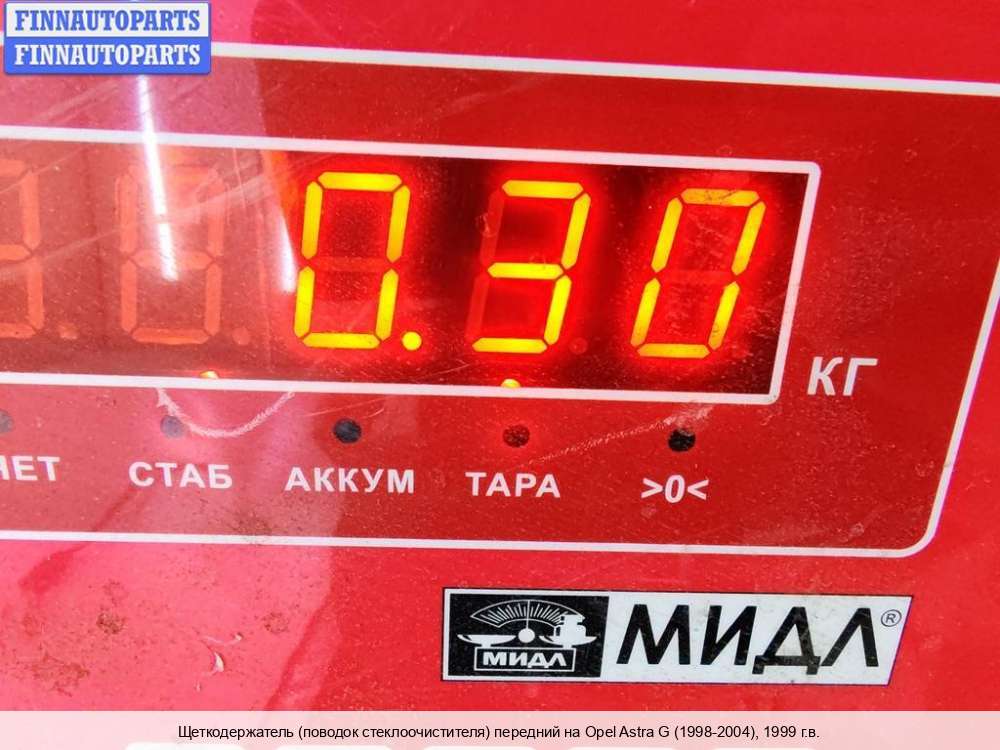 FINNAUTOPARTS
FINNAUTOPARTS
0.30
КГ
СТАБ АККУМ ТАРА >0<
МИДЛ МИДЛ®
Щеткодержатель (поводок стеклоочистителя) передний на Opel Astra G (1998-2004), 1999 г.в.